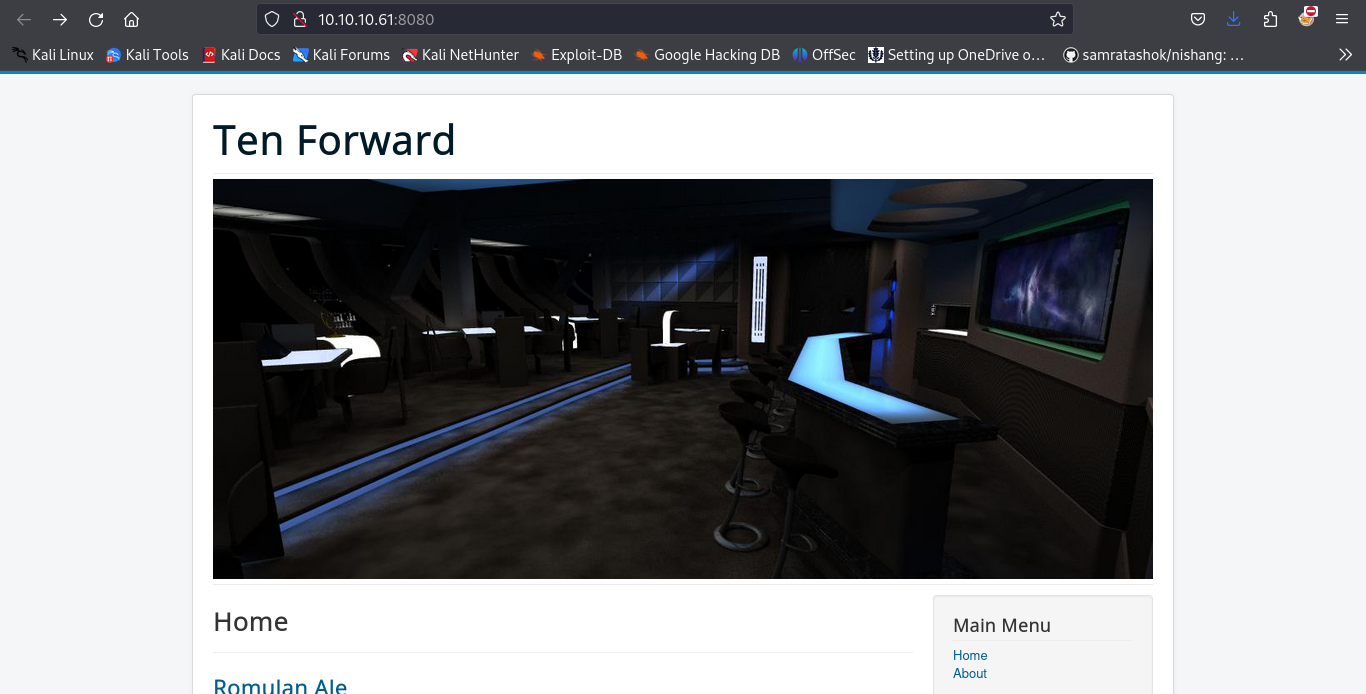 10.10.10.61:8080
Kali Linux Kali Tools Kali Docs Kali Forums Kali NetHunter Exploit-DB Google Hacking DB OffSec Setting up OneDrive o… samratashok/nishang: …
Ten Forward
Home
Romulan Ale
Main Menu
Home
About